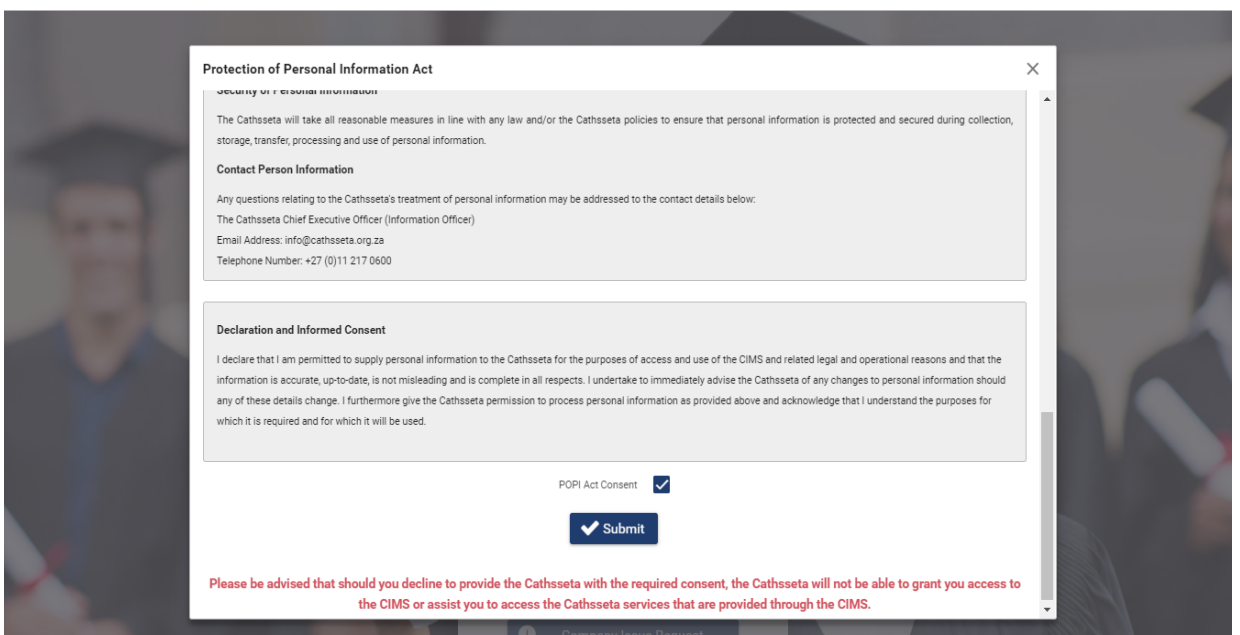 Protection of Personal Information Act
Security of Personal Information
The Cathsseta will take all reasonable measures in line with any law and/or the Cathsseta policies to ensure that personal information is protected and secured during collection,
storage, transfer, processing and use of personal information.
Contact Person Information
Any questions relating to the Cathsseta's treatment of personal information may be addressed to the contact details below:
The Cathsseta Chief Executive Officer (Information Officer)
Email Address: info@cathsseta.org.za
Telephone Number: +27 (0)11 217 0600
Declaration and Informed Consent
I declare that I am permitted to supply personal information to the Cathsseta for the purposes of access and use of the CIMS and related legal and operational reasons and that the
information is accurate, up-to-date, is not misleading and is complete in all respects. I undertake to immediately advise the Cathsseta of any changes to personal information should
any of these details change. I furthermore give the Cathsseta permission to process personal information as provided above and acknowledge that I understand the purposes for
which it is required and for which it will be used.
POPI Act Consent
Submit
Please be advised that should you decline to provide the Cathsseta with the required consent, the Cathsseta will not be able to grant you access to
the CIMS or assist you to access the Cathsseta services that are provided through the CIMS.
Company Issue Request